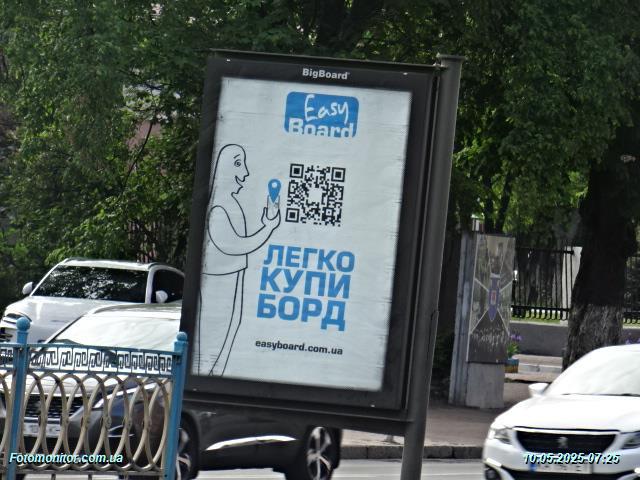 BigBoard
Easy
Board
ЛЕГКО
КУПИ
БОРД
easyboard.com.ua
Fotomonitor.com.ua
10.05.2025-07:25